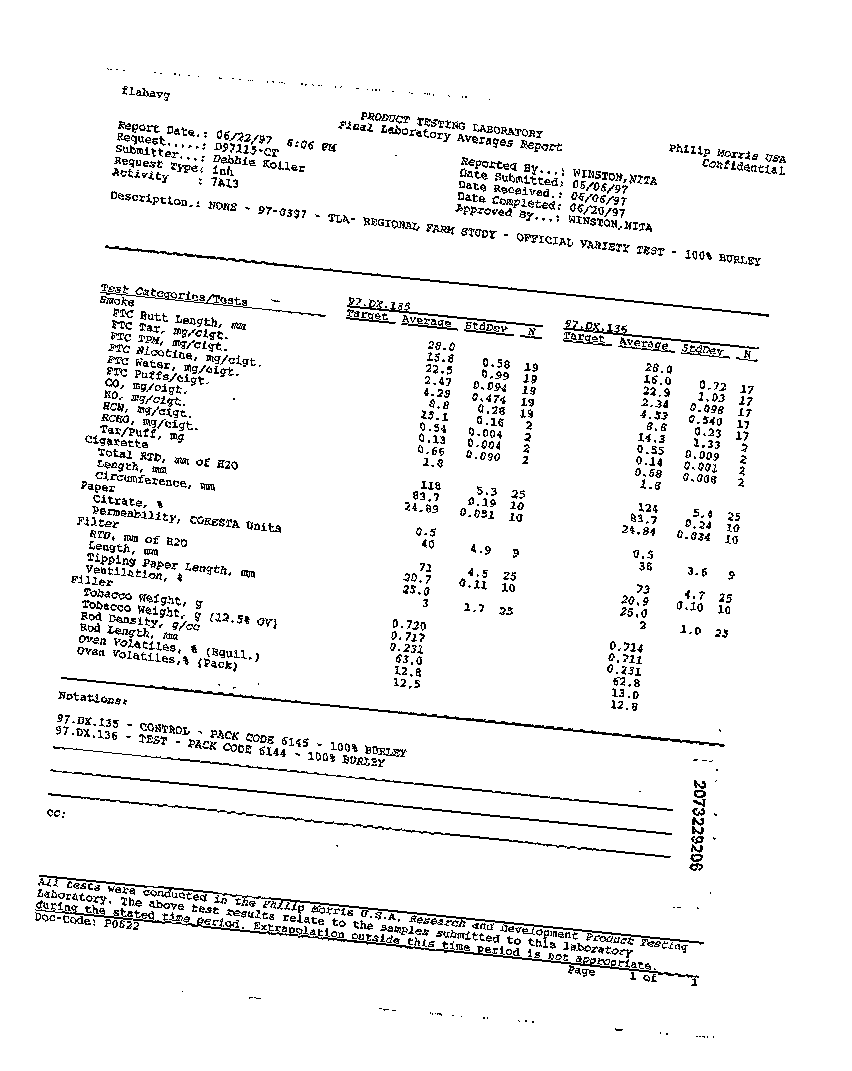 flabavg
PRODUCT TESTING LABORATORY
Final Laboratory Averages Report
Philip Morris USA
Confidential
Report Date.: 06/22/97 6:06 PM
Request.....: D97115-CT
Submitter...: Debbie Koller
Request Type: inh
Activity : 7A13
Reported By...: WINSTON,NITA
Date Submitted: 06/06/97
Date Received.: 06/06/97
Date Completed: 06/20/97
Approved By...: WINSTON,NITA
Description.: NONE - 97-0337 - TLA- REGIONAL FARM STUDY - OFFICIAL VARIETY TEST - 100% BURLEY
97.DX.135 97.DX.136
Test Categories/Tests Target Average StdDev N Target Average StdDev N
Smoke
FTC Butt Length, mm 28.0 28.0
FTC Tar, mg/cigt. 15.8 0.58 19 16.0 0.72 17
FTC TPM, mg/cigt. 22.5 0.99 19 22.9 1.03 17
FTC Nicotine, mg/cigt. 2.47 0.094 19 2.34 0.098 17
FTC Water, mg/cigt. 4.29 0.474 19 4.53 0.540 17
FTC Puffs/cigt. 8.8 0.28 19 8.8 0.23 17
CO, mg/cigt. 15.1 0.16 2 14.3 1.33 2
NO, mg/cigt. 0.54 0.004 2 0.55 0.009 2
HCN, mg/cigt. 0.13 0.004 2 0.14 0.001 2
RCHO, mg/cigt. 0.66 0.090 2 0.68 0.008 2
Tar/Puff, mg 1.8 1.8
Cigarette
Total RTD, mm of H2O 118 5.3 25 124 5.4 25
Length, mm 83.7 0.19 10 83.7 0.24 10
Circumference, mm 24.89 0.051 10 24.84 0.034 10
Paper
Citrate, % 0.5 0.5
Permeability, CORESTA Units 40 4.9 9 38 3.6 9
Filter
RTD, mm of H2O 72 4.5 25 73 4.7 25
Length, mm 20.7 0.11 10 20.9 0.10 10
Tipping Paper Length, mm 25.0 25.0
Ventilation, % 3 1.7 25 2 1.0 25
Filler
Tobacco Weight, g 0.720 0.714
Tobacco Weight, g (12.5% OV) 0.717 0.711
Rod Density, g/cc 0.231 0.231
Rod Length, mm 63.0 62.8
Oven Volatiles, % (Equil.) 12.8 13.0
Oven Volatiles,% (Pack) 12.5 12.8
Notations:
97.DX.135 - CONTROL - PACK CODE 6145 - 100% BURLEY
97.DX.136 - TEST - PACK CODE 6144 - 100% BURLEY
2073229206
cc:
All tests were conducted in the Philip Morris U.S.A. Research and Development Product Testing
Laboratory. The above test results relate to the samples submitted to this laboratory
during the stated time period. Extrapolation outside this time period is not appropriate.
Doc-Code: P0622
Page 1 of 1